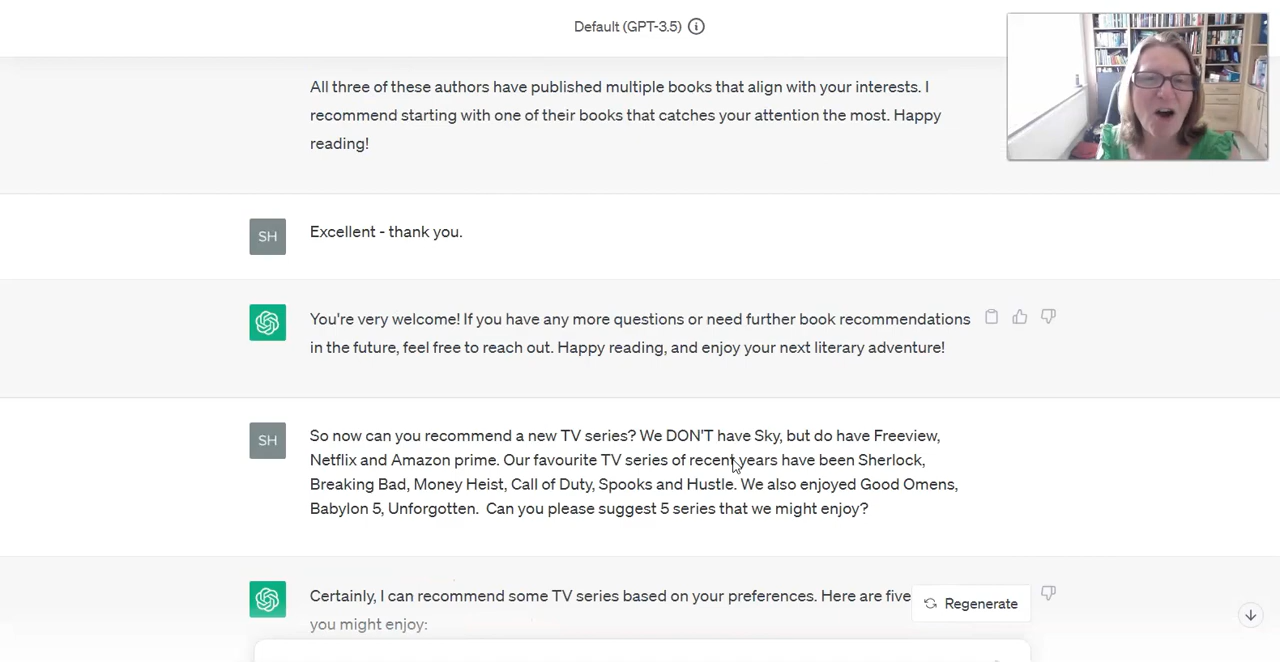 Default (GPT-3.5)
All three of these authors have published multiple books that align with your interests. I
recommend starting with one of their books that catches your attention the most. Happy
reading!
SH
Excellent - thank you.
You're very welcome! If you have any more questions or need further book recommendations
in the future, feel free to reach out. Happy reading, and enjoy your next literary adventure!
SH
So now can you recommend a new TV series? We DON'T have Sky, but do have Freeview,
Netflix and Amazon prime. Our favourite TV series of recent years have been Sherlock,
Breaking Bad, Money Heist, Call of Duty, Spooks and Hustle. We also enjoyed Good Omens,
Babylon 5, Unforgotten. Can you please suggest 5 series that we might enjoy?
Certainly, I can recommend some TV series based on your preferences. Here are five
you might enjoy:
Regenerate